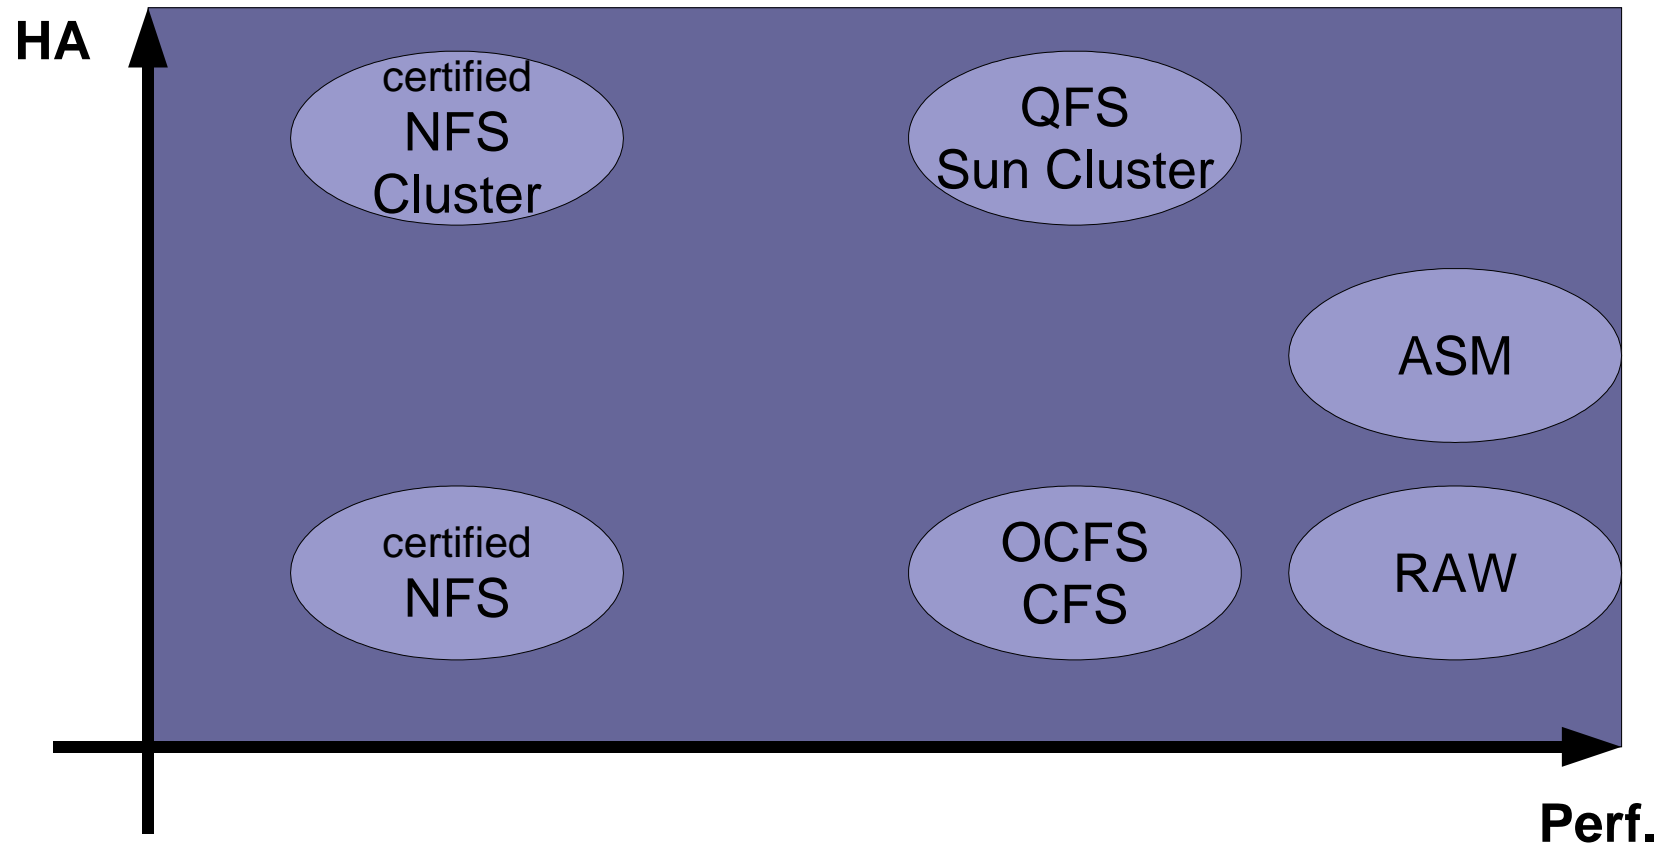 HA
certified
NFS
Cluster
QFS
Sun Cluster
ASM
certified
NFS
OCFS
CFS
RAW
Perf.